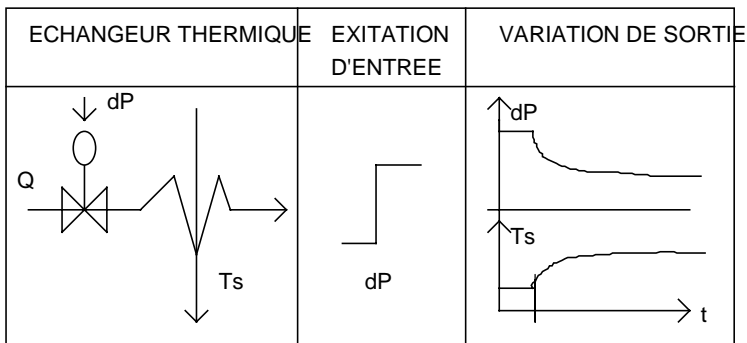 ECHANGEUR THERMIQUE
EXITATION
D'ENTREE
VARIATION DE SORTIE
dP
Q
Ts
dP
dP
Ts
t